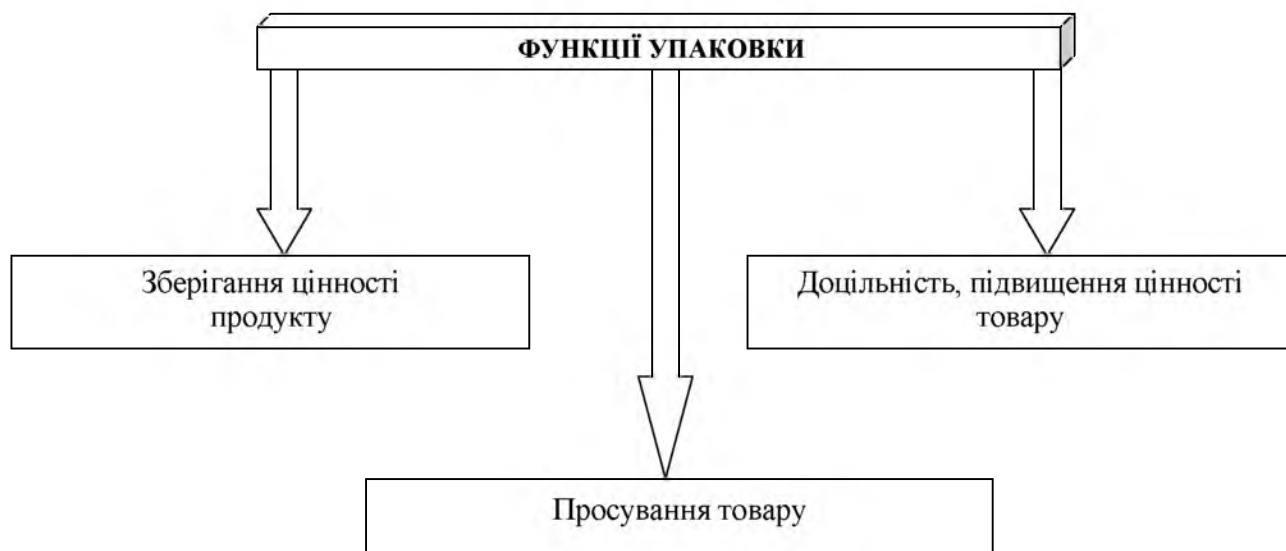 ФУНКЦІЇ УПАКОВКИ
Зберігання цінності
продукту
Доцільність, підвищення цінності
товару
Просування товару